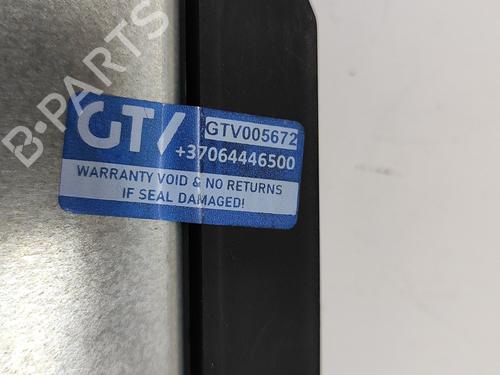 B-PARTS
GTV
GTV005672
+37064446500
WARRANTY VOID & NO RETURNS
IF SEAL DAMAGED!